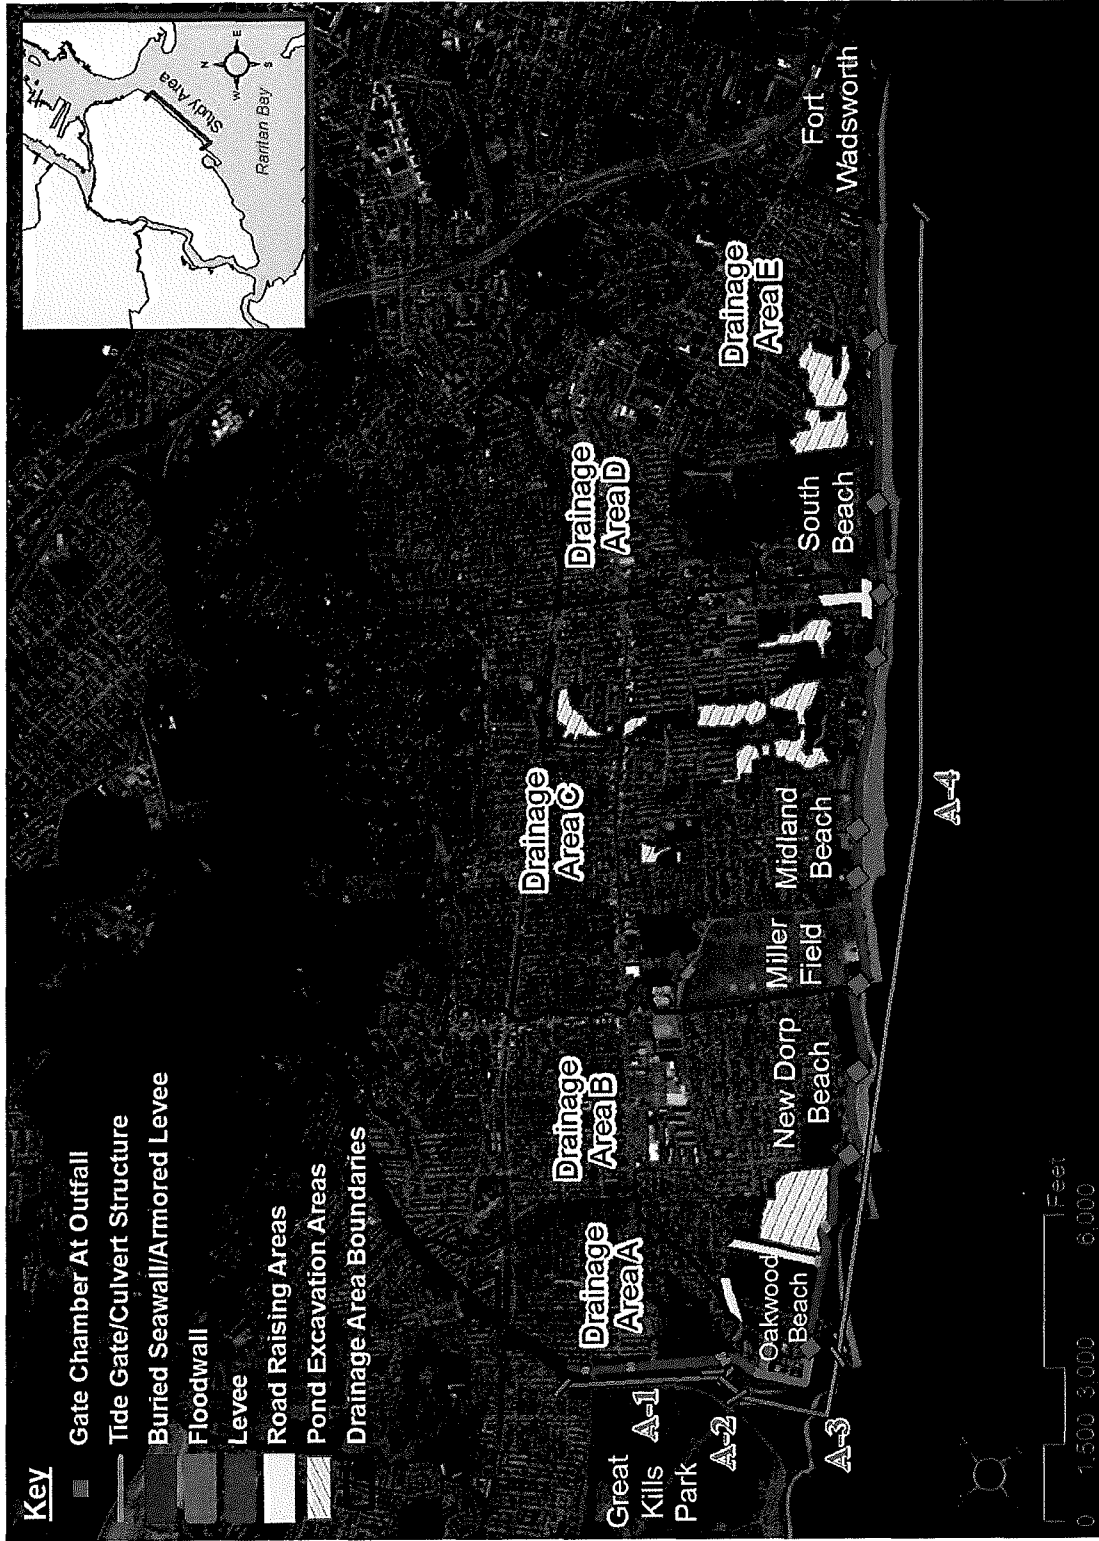 Key
Gate Chamber At Outfall
Tide Gate/Culvert Structure
Buried Seawall/Armored Levee
Floodwall
Levee
Road Raising Areas
Pond Excavation Areas
Drainage Area Boundaries
Study Area
Raritan Bay
N
E
S
W
Drainage
Area A
Drainage
Area B
Drainage
Area C
Drainage
Area D
Drainage
Area E
Great
Kills
Park
Oakwood
Beach
New Dorp
Beach
Miller
Field
Midland
Beach
South
Beach
Fort
Wadsworth
A-1
A-2
A-3
A-4
0 1,500 3,000 6,000
Feet